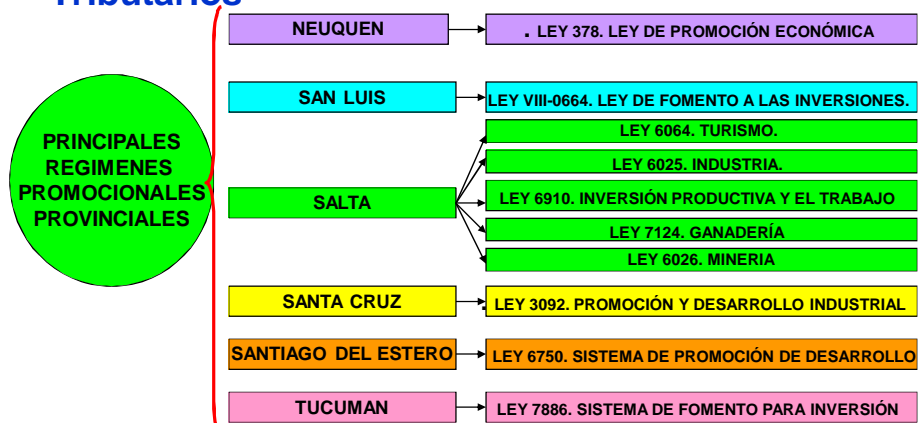 Tributarios
PRINCIPALES
REGIMENES
PROMOCIONALES
PROVINCIALES
NEUQUEN
. LEY 378. LEY DE PROMOCIÓN ECONÓMICA
SAN LUIS
LEY VIII-0664. LEY DE FOMENTO A LAS INVERSIONES.
SALTA
LEY 6064. TURISMO.
LEY 6025. INDUSTRIA.
LEY 6910. INVERSIÓN PRODUCTIVA Y EL TRABAJO
LEY 7124. GANADERÍA
LEY 6026. MINERIA
SANTA CRUZ
. LEY 3092. PROMOCIÓN Y DESARROLLO INDUSTRIAL
SANTIAGO DEL ESTERO
LEY 6750. SISTEMA DE PROMOCIÓN DE DESARROLLO
TUCUMAN
LEY 7886. SISTEMA DE FOMENTO PARA INVERSIÓN